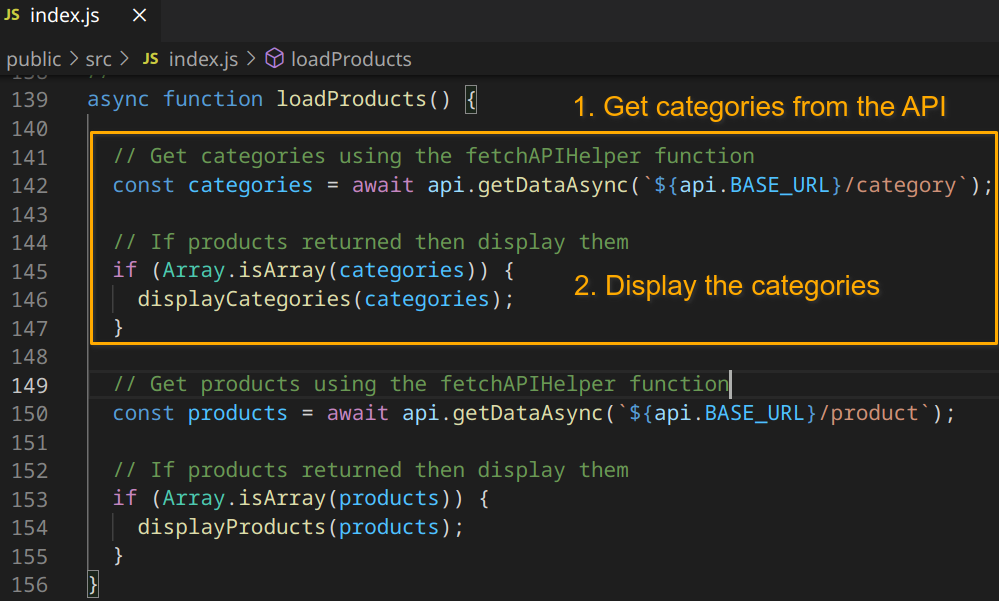 JS index.js ×
public > src > JS index.js > loadProducts
138 //
139 async function loadProducts() {
1. Get categories from the API
140
141 // Get categories using the fetchAPIHelper function
142 const categories = await api.getDataAsync(`${api.BASE_URL}/category`);
143
144 // If products returned then display them
145 if (Array.isArray(categories)) {
2. Display the categories
146 displayCategories(categories);
147 }
148
149 // Get products using the fetchAPIHelper function
150 const products = await api.getDataAsync(`${api.BASE_URL}/product`);
151
152 // If products returned then display them
153 if (Array.isArray(products)) {
154 displayProducts(products);
155 }
156 }